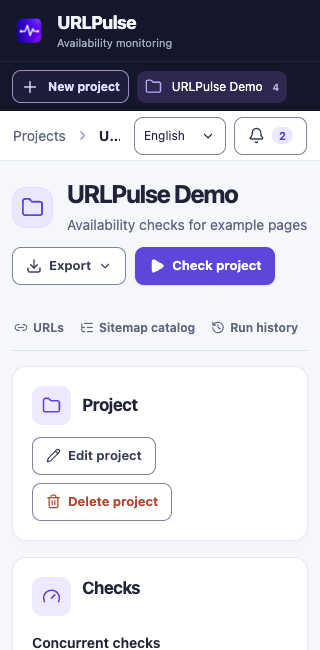 URLPulse
Availability monitoring
New project
URLPulse Demo 4
Projects > U... English 2
URLPulse Demo
Availability checks for example pages
Export Check project
URLs Sitemap catalog Run history
Project
Edit project
Delete project
Checks
Concurrent checks